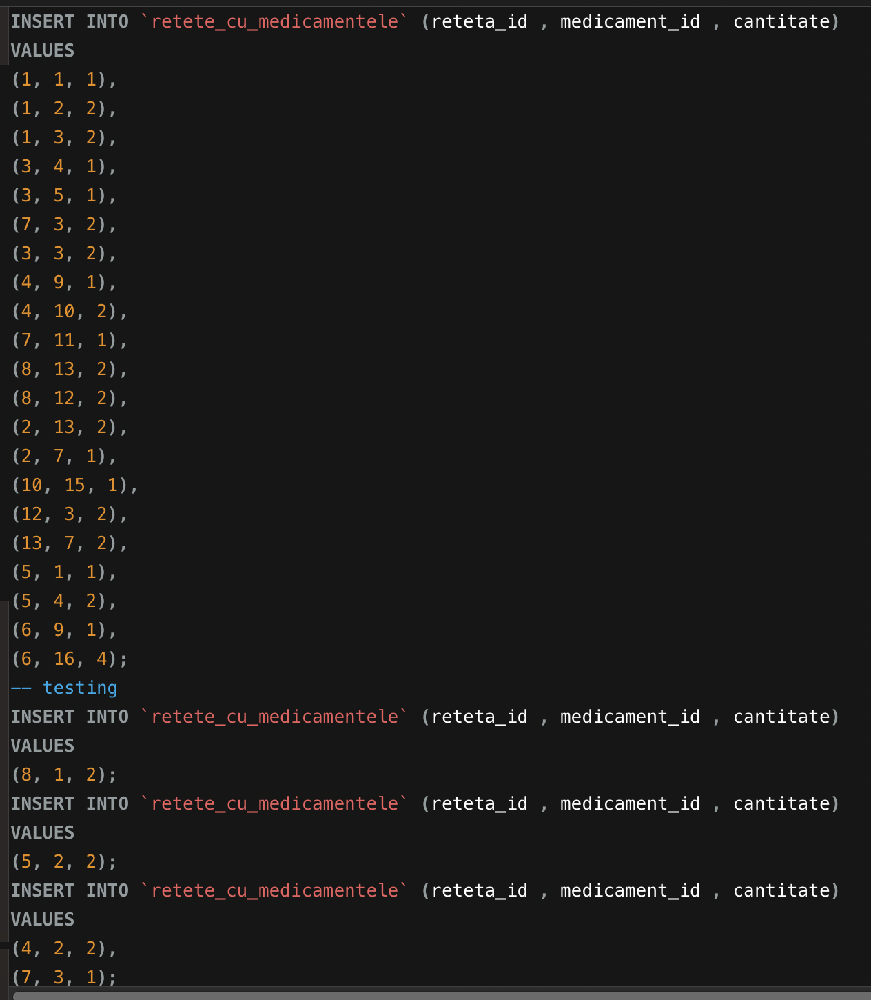 INSERT INTO `retete_cu_medicamentele` (reteta_id , medicament_id , cantitate)
VALUES
(1, 1, 1),
(1, 2, 2),
(1, 3, 2),
(3, 4, 1),
(3, 5, 1),
(7, 3, 2),
(3, 3, 2),
(4, 9, 1),
(4, 10, 2),
(7, 11, 1),
(8, 13, 2),
(8, 12, 2),
(2, 13, 2),
(2, 7, 1),
(10, 15, 1),
(12, 3, 2),
(13, 7, 2),
(5, 1, 1),
(5, 4, 2),
(6, 9, 1),
(6, 16, 4);
-- testing
INSERT INTO `retete_cu_medicamentele` (reteta_id , medicament_id , cantitate)
VALUES
(8, 1, 2);
INSERT INTO `retete_cu_medicamentele` (reteta_id , medicament_id , cantitate)
VALUES
(5, 2, 2);
INSERT INTO `retete_cu_medicamentele` (reteta_id , medicament_id , cantitate)
VALUES
(4, 2, 2),
(7, 3, 1);